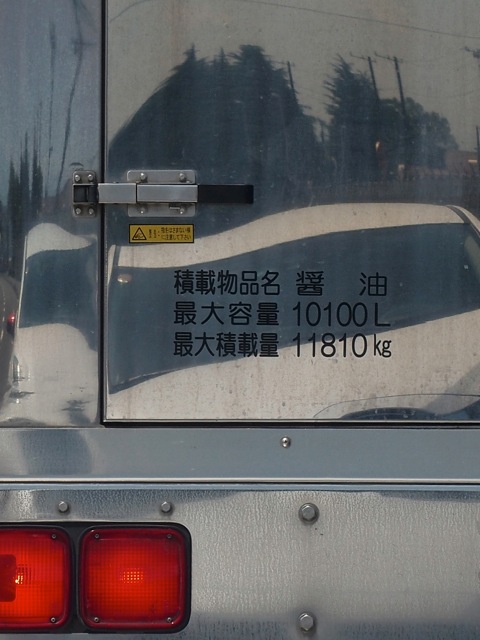 積載物品名 醤 油
最大容量 10100L
最大積載量 11810kg